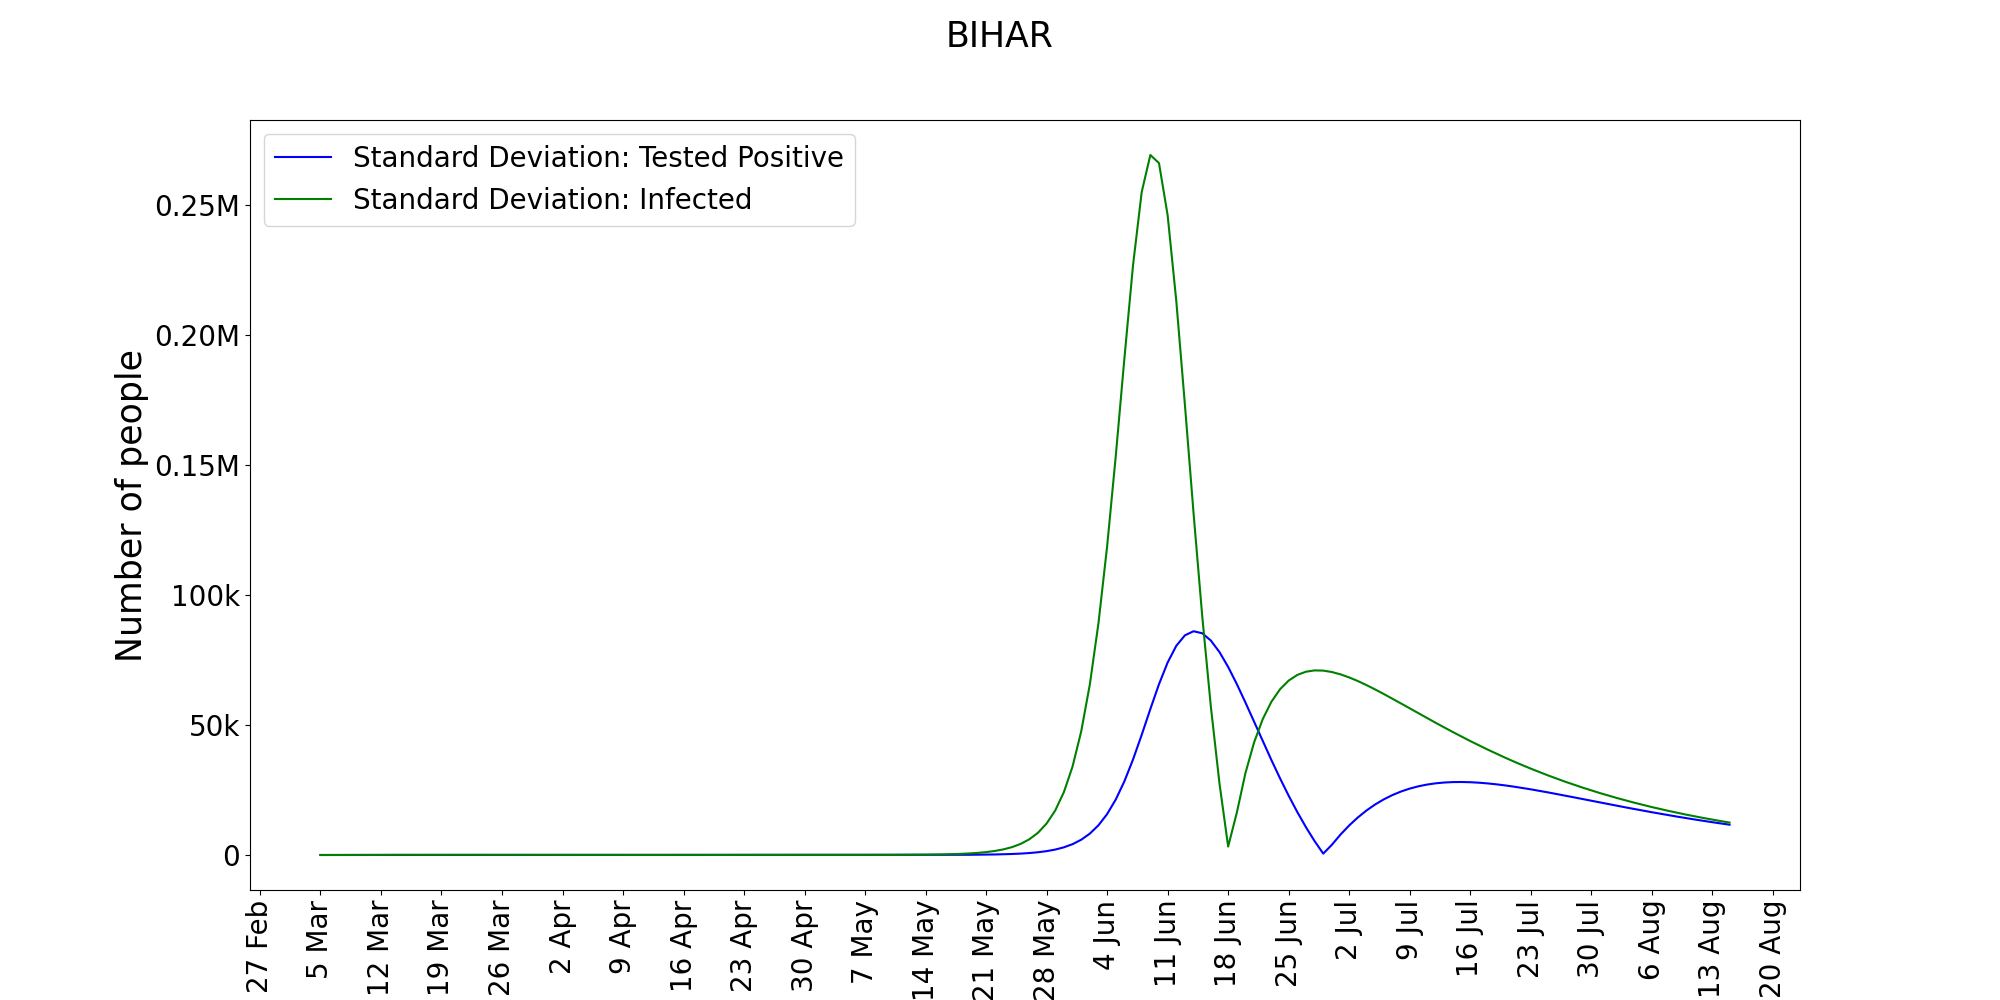 BIHAR
Standard Deviation: Tested Positive
Standard Deviation: Infected
Number of people
0.25M
0.20M
0.15M
100k
50k
0
27 Feb
5 Mar
12 Mar
19 Mar
26 Mar
2 Apr
9 Apr
16 Apr
23 Apr
30 Apr
7 May
14 May
21 May
28 May
4 Jun
11 Jun
18 Jun
25 Jun
2 Jul
9 Jul
16 Jul
23 Jul
30 Jul
6 Aug
13 Aug
20 Aug